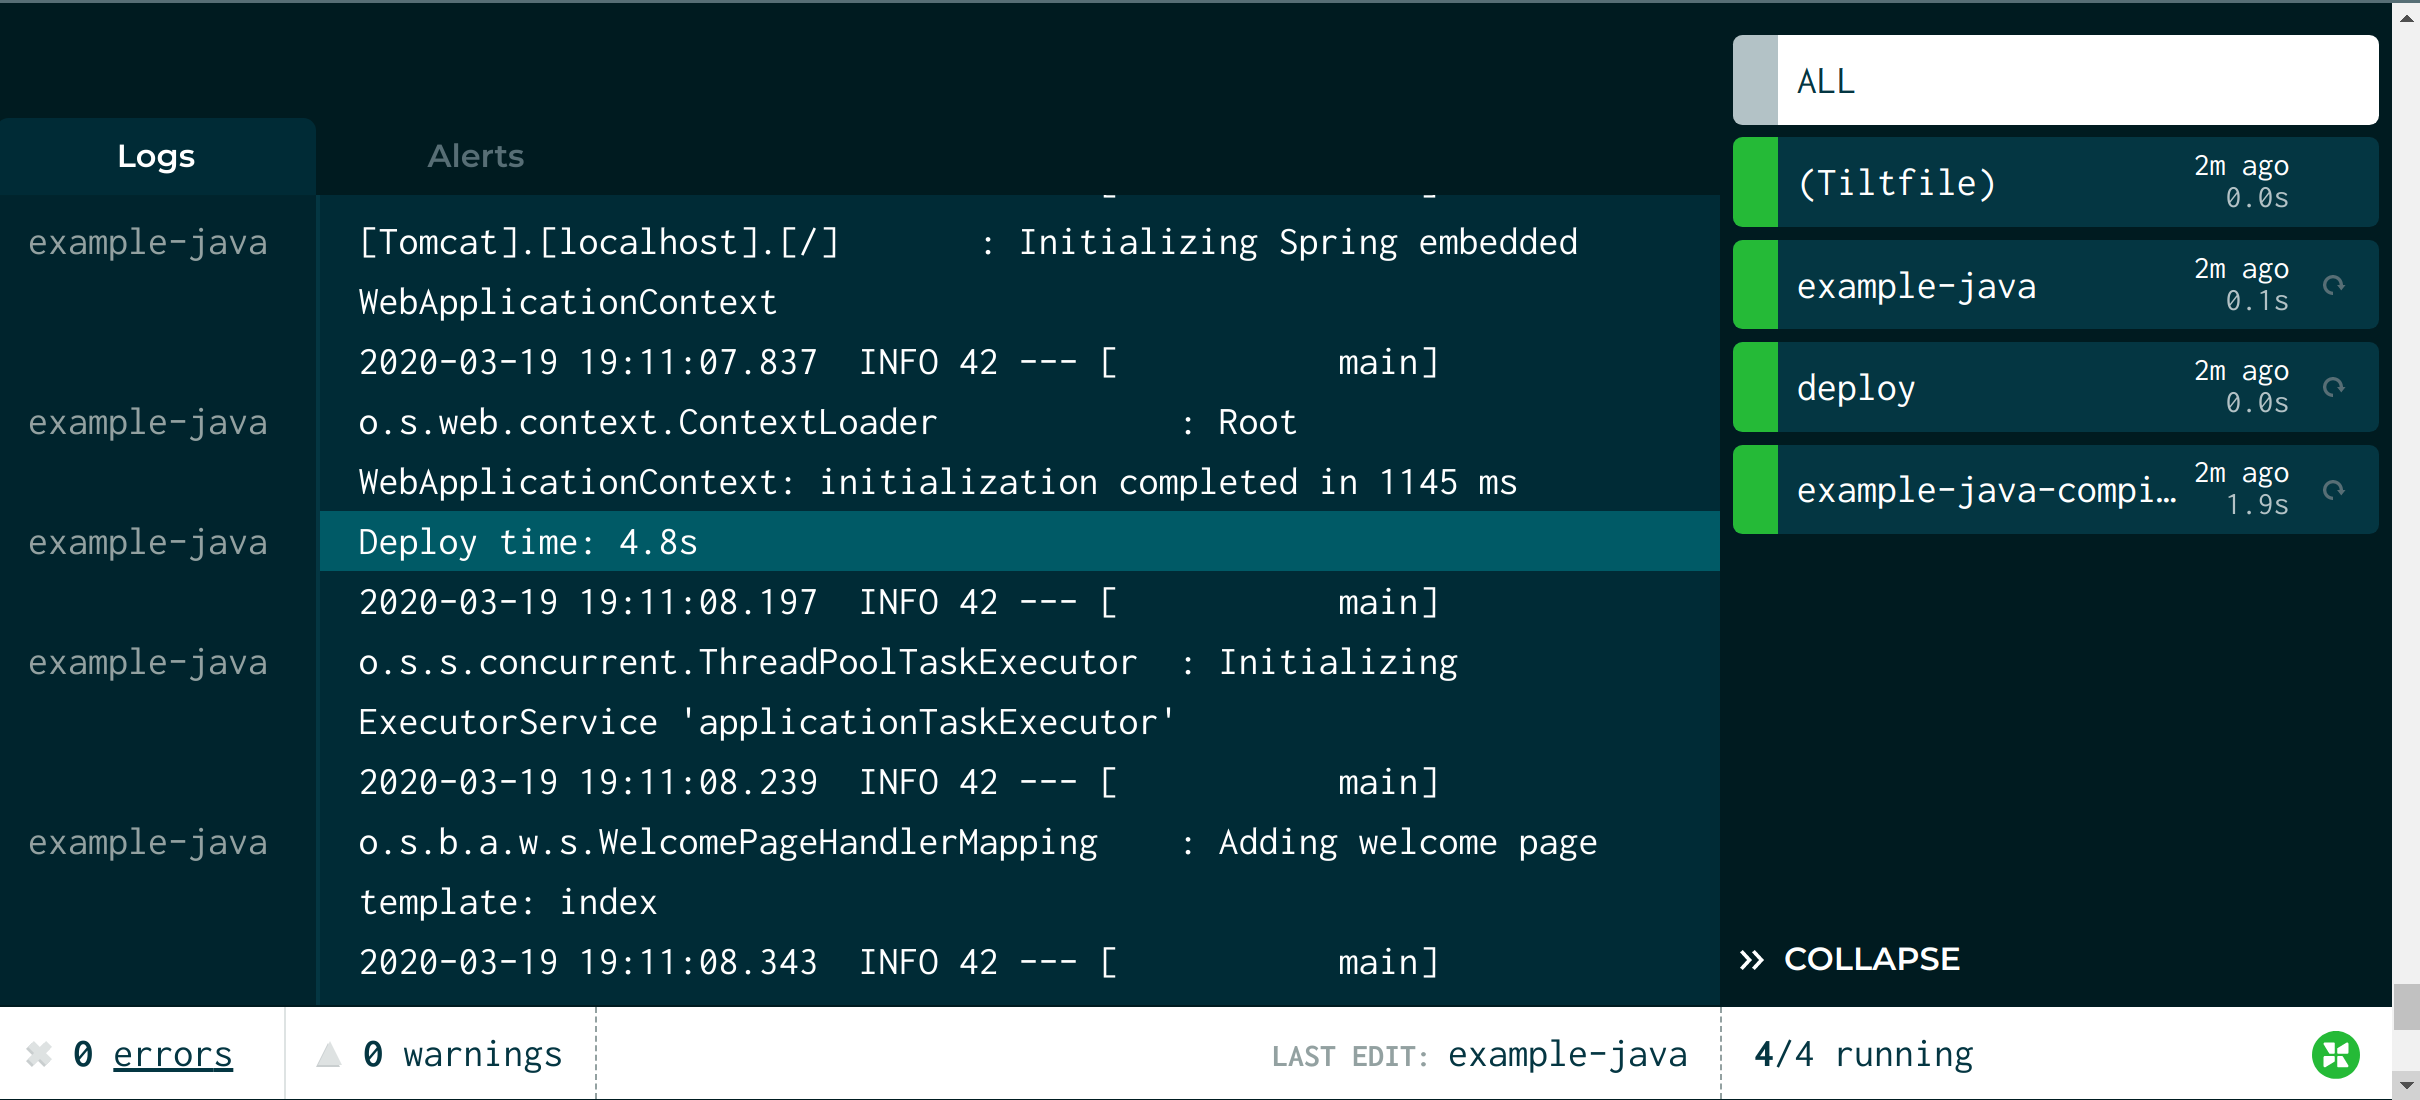 Logs
Alerts
example-java
[Tomcat].[localhost].[/]       : Initializing Spring embedded
WebApplicationContext
2020-03-19 19:11:07.837  INFO 42 --- [           main]
example-java
o.s.web.context.ContextLoader            : Root
WebApplicationContext: initialization completed in 1145 ms
example-java
Deploy time: 4.8s
2020-03-19 19:11:08.197  INFO 42 --- [           main]
example-java
o.s.s.concurrent.ThreadPoolTaskExecutor  : Initializing
ExecutorService 'applicationTaskExecutor'
2020-03-19 19:11:08.239  INFO 42 --- [           main]
example-java
o.s.b.a.w.s.WelcomePageHandlerMapping    : Adding welcome page
template: index
2020-03-19 19:11:08.343  INFO 42 --- [           main]
ALL
(Tiltfile)
2m ago
0.0s
example-java
2m ago
0.1s
deploy
2m ago
0.0s
example-java-compi…
2m ago
1.9s
COLLAPSE
0 errors
0 warnings
LAST EDIT: example-java
4/4 running